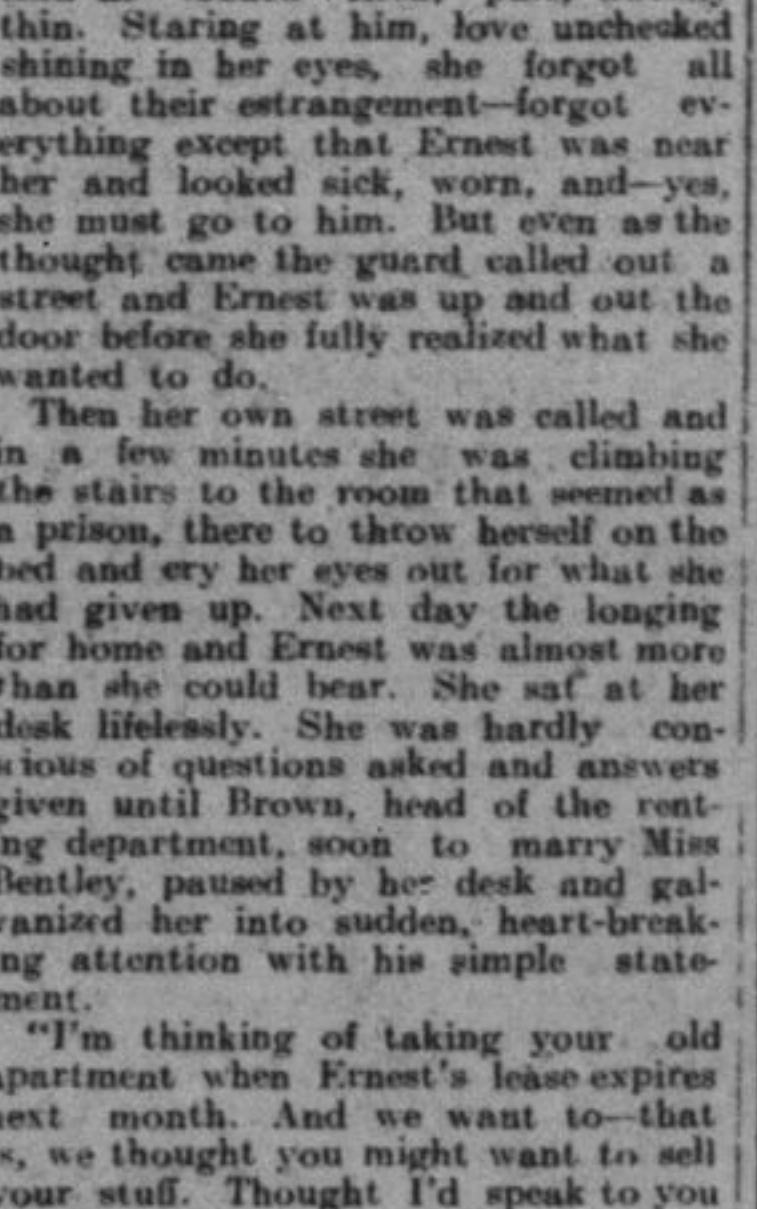 thin. Staring at him, love unchecked
shining in her eyes, she forgot all
about their estrangement—forgot ev-
erything except that Ernest was near
her and looked sick, worn, and—yes,
she must go to him. But even as the
thought came the guard called out a
street and Ernest was up and out the
door before she fully realized what she
wanted to do.
Then her own street was called and
in a few minutes she was climbing
the stairs to the room that seemed as
a prison, there to throw herself on the
bed and cry her eyes out for what she
had given up. Next day the longing
for home and Ernest was almost more
than she could bear. She sat at her
desk lifelessly. She was hardly con-
scious of questions asked and answers
given until Brown, head of the rent-
ing department, soon to marry Miss
Bentley, paused by her desk and gal-
vanized her into sudden, heart-break-
ing attention with his simple state-
ment.
"I'm thinking of taking your old
apartment when Ernest's lease expires
next month. And we want to—that
is, we thought you might want to sell
your stuff. Thought I'd speak to you